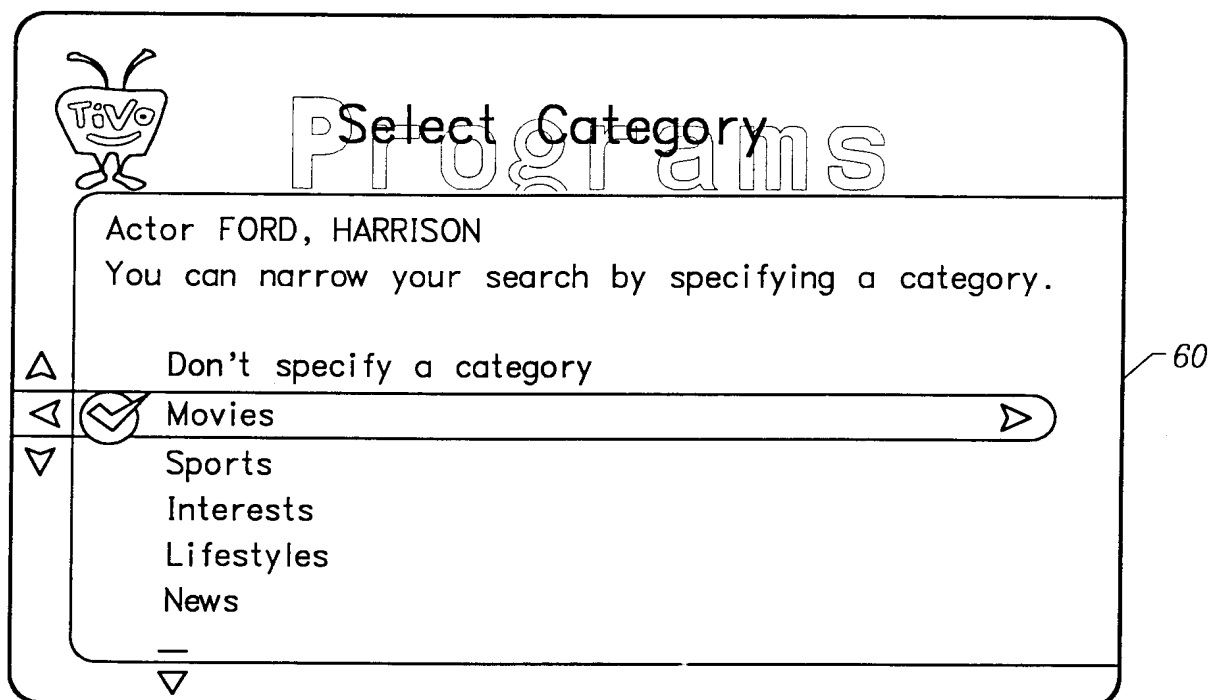 TiVo
Programs
Select Category
Actor FORD, HARRISON
You can narrow your search by specifying a category.
Don't specify a category
60
Movies
Sports
Interests
Lifestyles
News